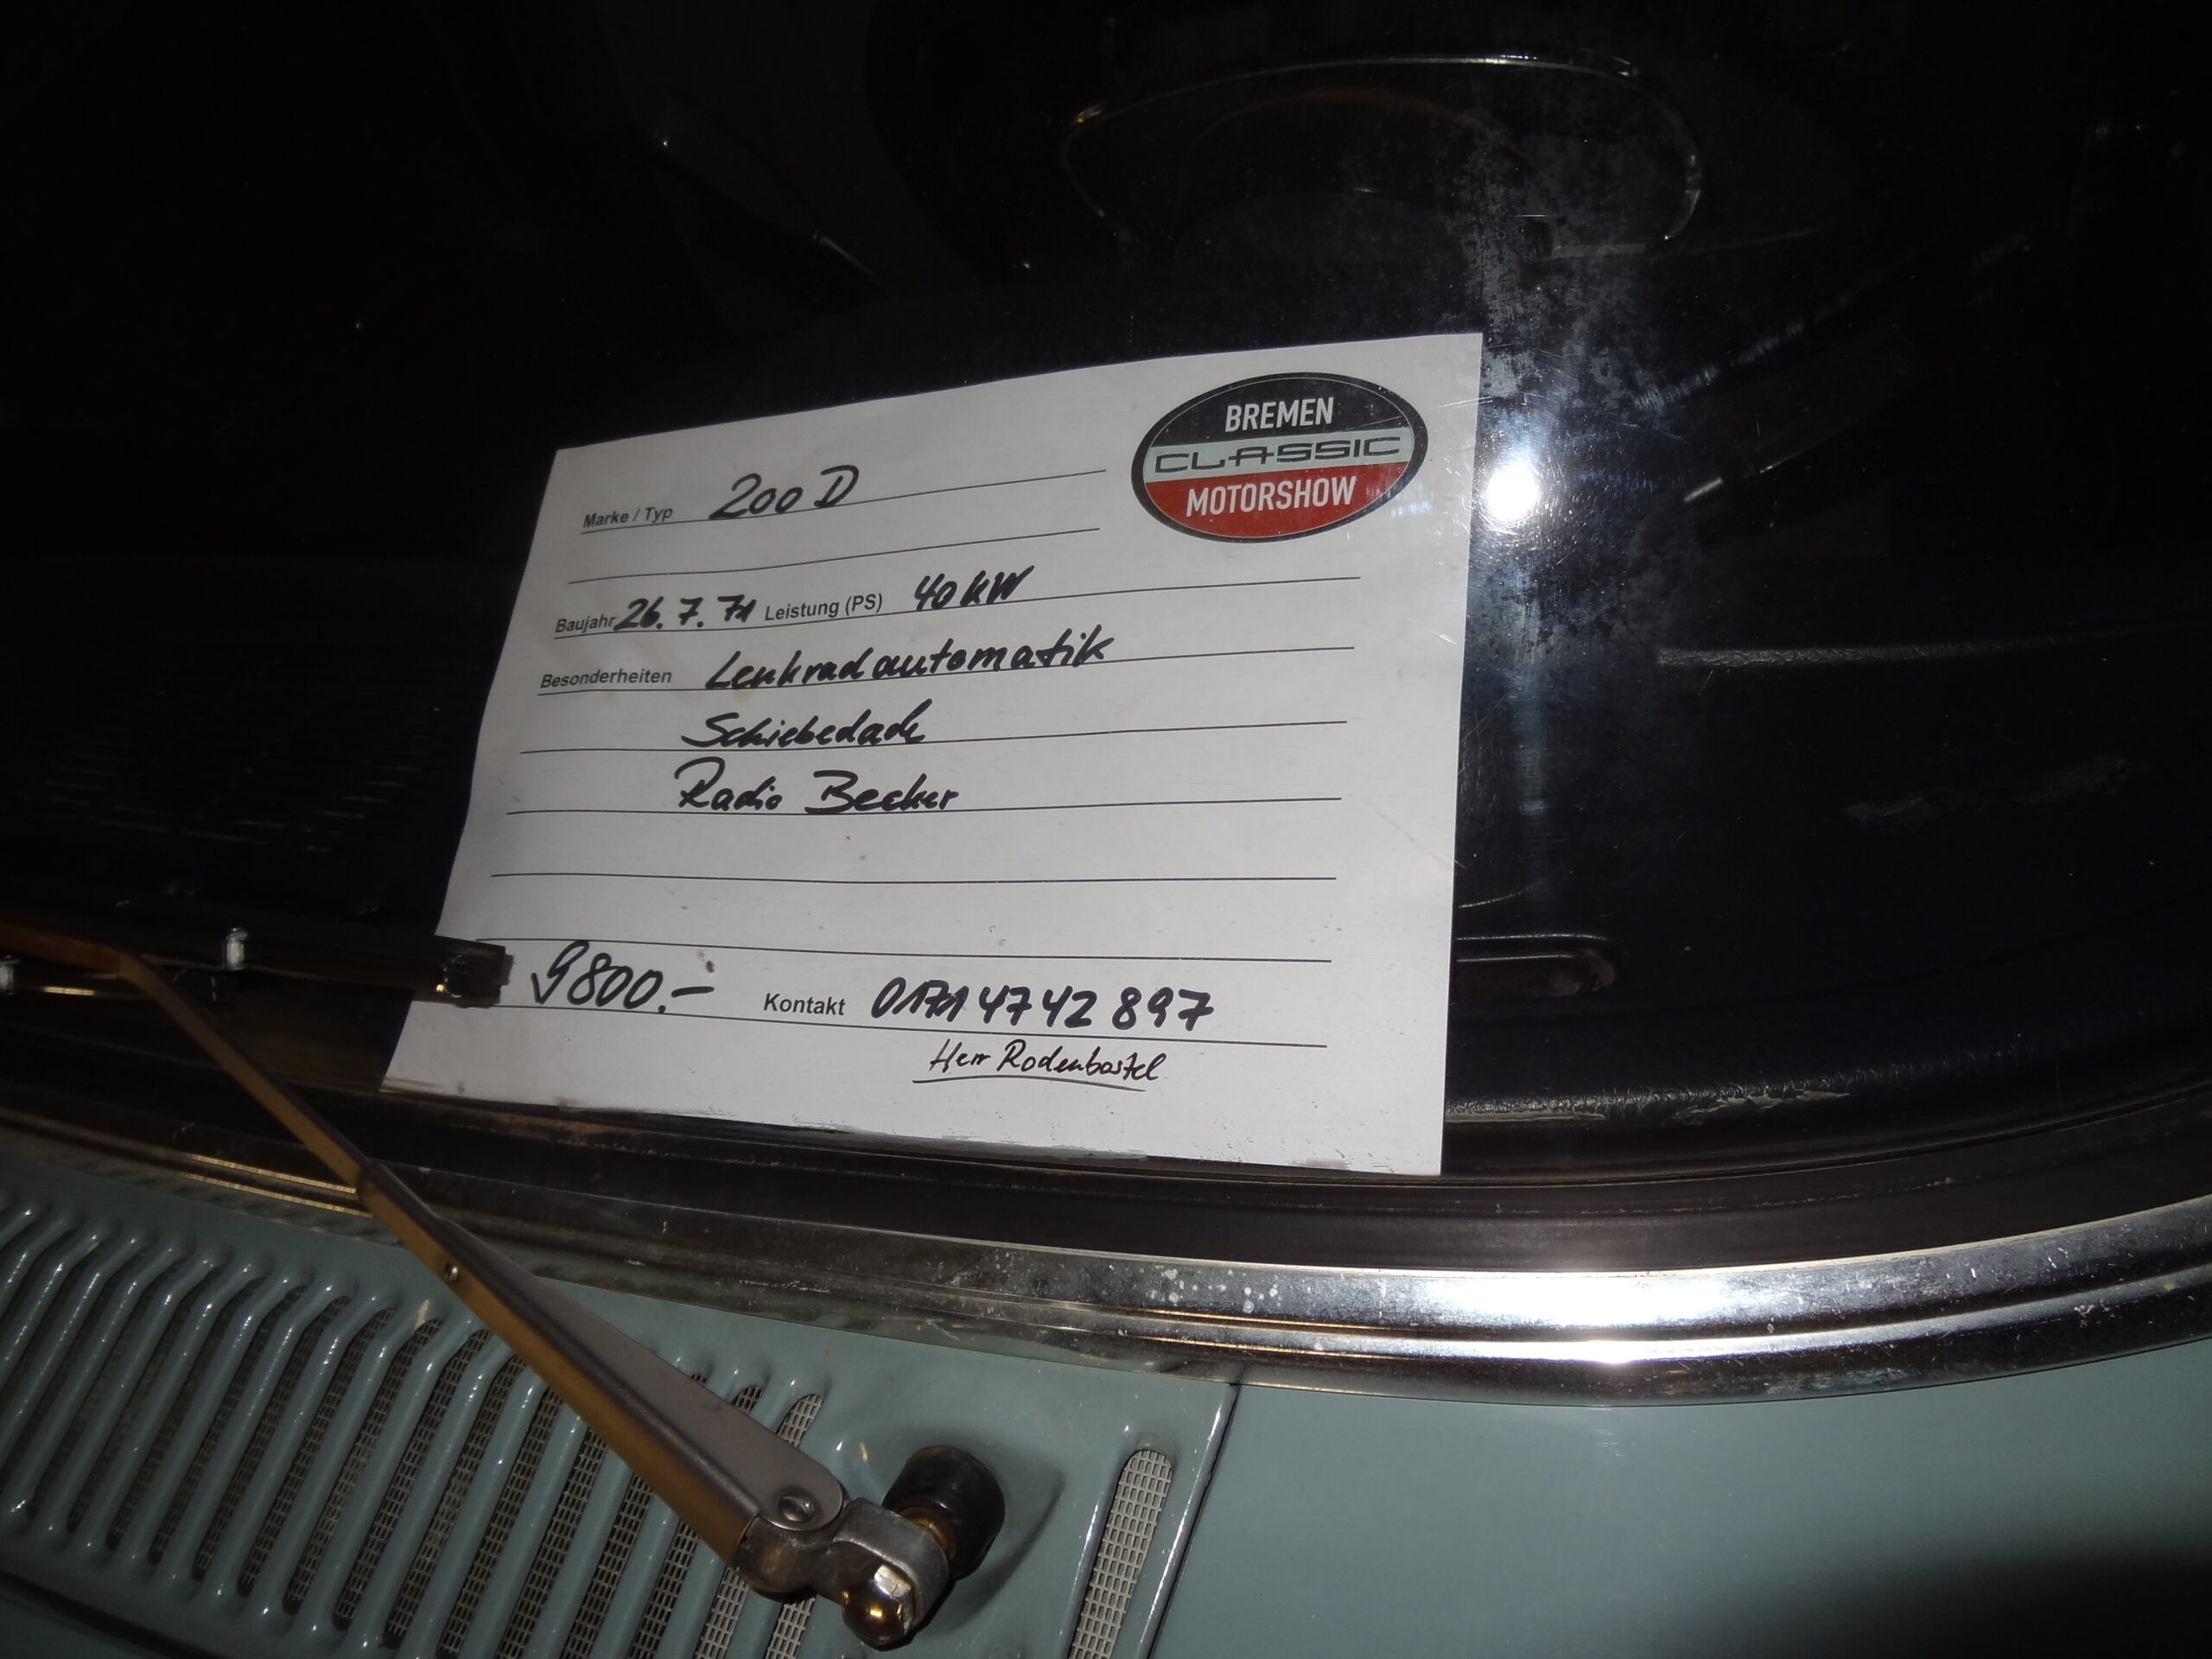 BREMEN
CLASSIC
MOTORSHOW
Marke / Typ 200 D
Baujahr 26.7.71 Leistung (PS) 40 kW
Besonderheiten Lenkradautomatik
Schiebedach
Radio Becker
9800.- Kontakt 0171 4742 897
Herr Rodenbostel